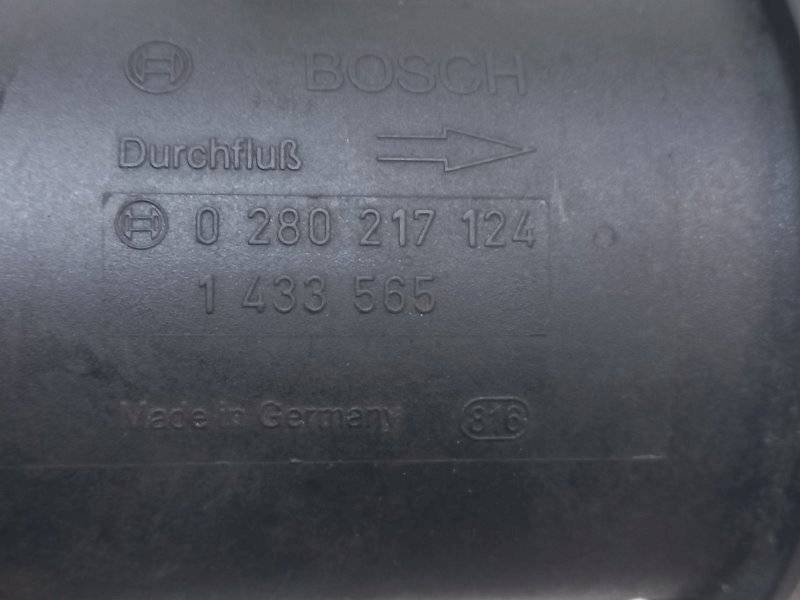 BOSCH
Durchfluß
0 280 217 124
1 433 565
Made in Germany 816